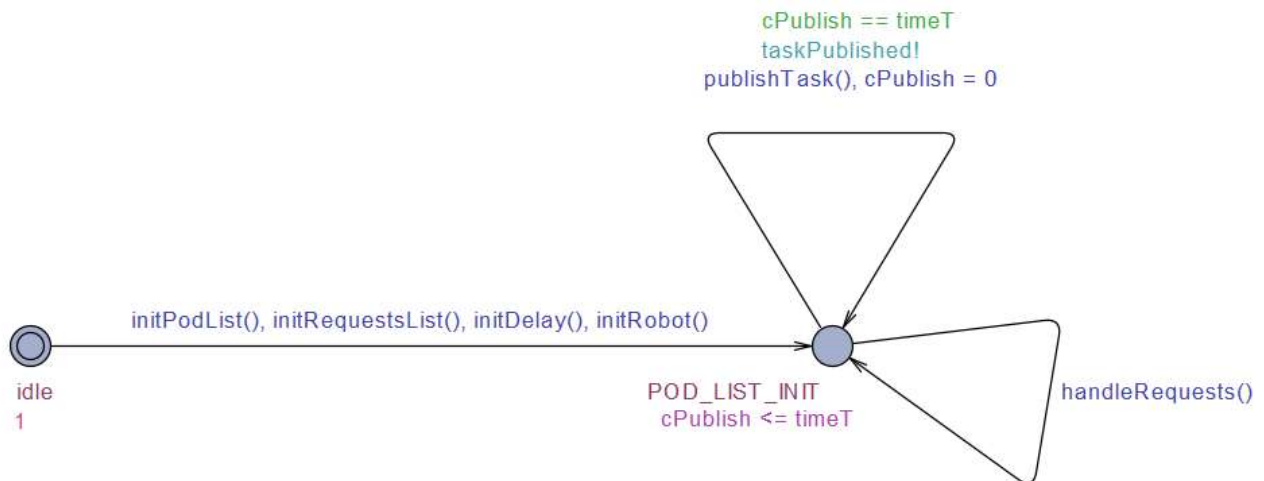 cPublish == timeT
taskPublished!
publishTask(), cPublish = 0
initPodList(), initRequestsList(), initDelay(), initRobot()
idle
1
POD_LIST_INIT
cPublish <= timeT
handleRequests()